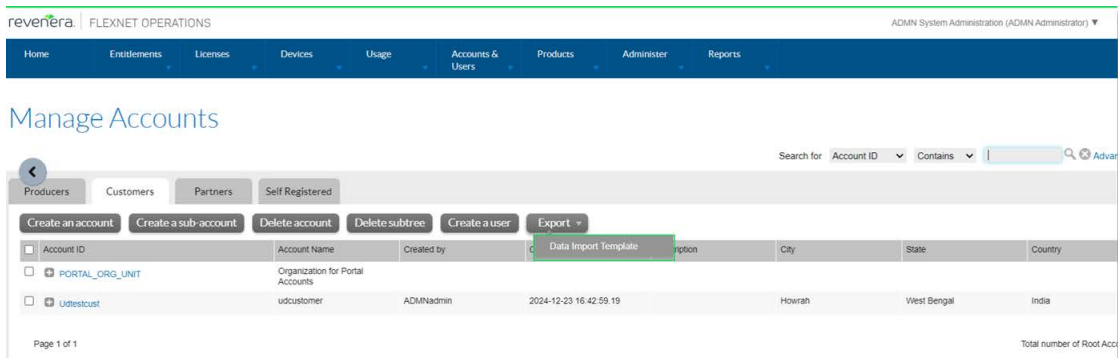 revenera. FLEXNET OPERATIONS
ADMN System Administration (ADMN Administrator) ▼
Home Entitlements Licenses Devices Usage Accounts & Users Products Administer Reports
Manage Accounts
Search for Account ID Contains Advan
Producers Customers Partners Self Registered
Create an account Create a sub-account Delete account Delete subtree Create a user Export
Data Import Template
Account ID Account Name Created by City State Country
PORTAL_ORG_UNIT Organization for Portal Accounts
Udtestcust udcustomer ADMNadmin 2024-12-23 16:42:59.19 Howrah West Bengal India
Page 1 of 1 Total number of Root Acco